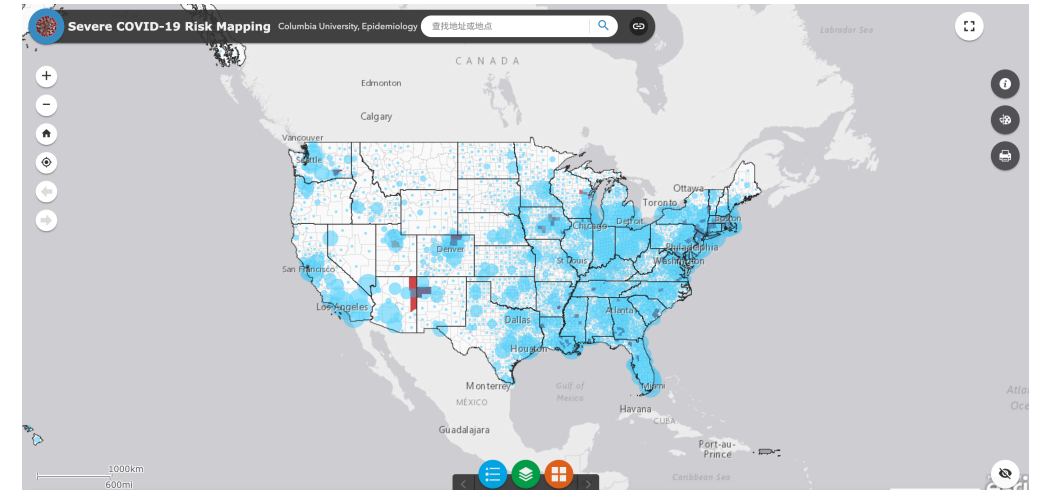 Severe COVID-19 Risk Mapping Columbia University, Epidemiology 查找地址或地点
Labrador Sea
CANADA
Edmonton
Calgary
Vancouver
Seattle
Ottawa
Toronto
Boston
Detroit
Chicago
Philadelphia
Denver
St Louis
Washington
San Francisco
Los Angeles
Atlanta
Dallas
Houston
Monterrey
Gulf of
Mexico
Miami
MÉXICO
Havana
CUBA
Guadalajara
Port-au-
Prince
1000km
600mi
Caribbean Sea